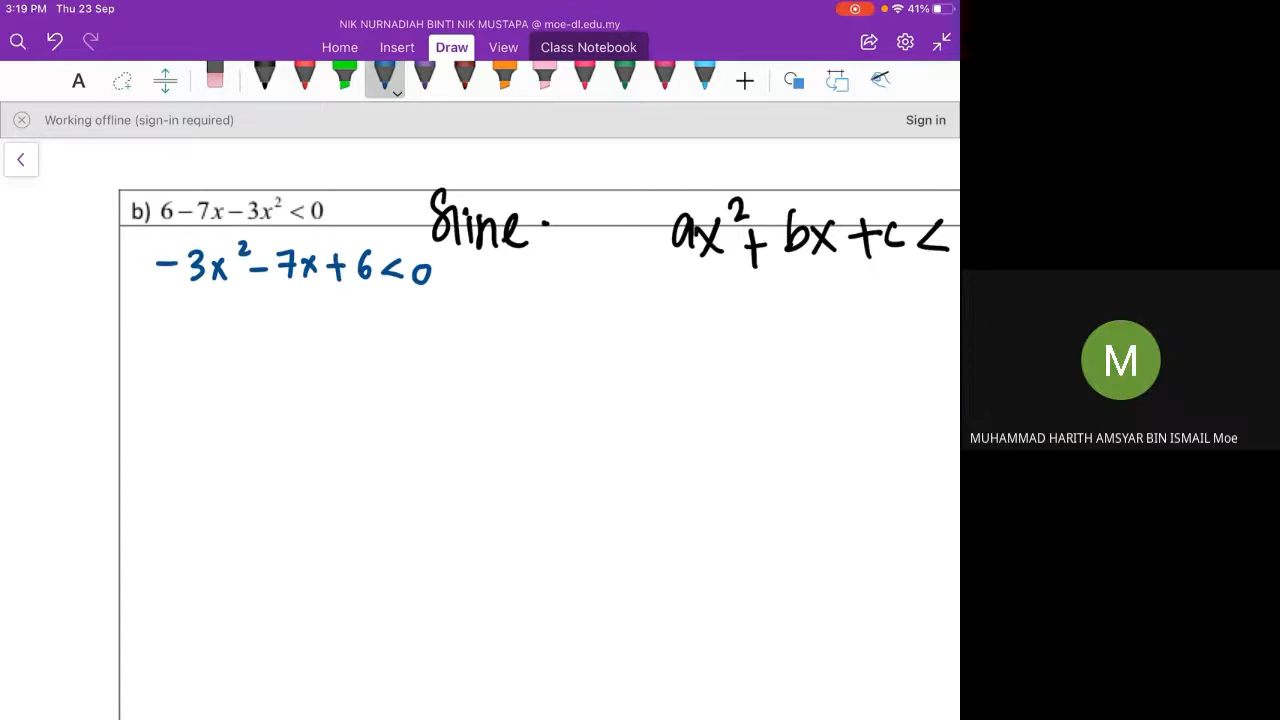 3:19 PM Thu 23 Sep
41%
NIK NURNADIAH BINTI NIK MUSTAPA @ moe-dl.edu.my
Home Insert Draw View Class Notebook
A
Working offline (sign-in required) Sign in
b) 6 – 7x – 3x² < 0
ax² + bx + c <
- 3x² - 7x + 6 < 0
M
MUHAMMAD HARITH AMSYAR BIN ISMAIL Moe